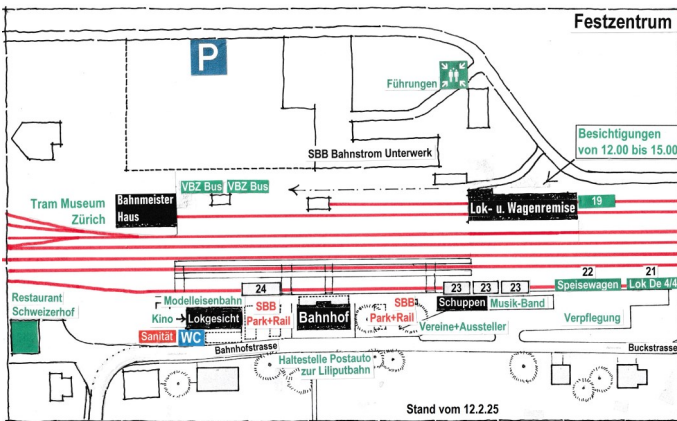 Festzentrum
P
Führungen
Besichtigungen
von 12.00 bis 15.00
SBB Bahnstrom Unterwerk
VBZ Bus
VBZ Bus
Tram Museum
Zürich
Bahnmeister
Haus
Lok- u. Wagenremise
19
24
23
23
23
22
21
Speisewagen
Lok De 4/4
Restaurant
Schweizerhof
Modelleisenbahn
Kino
Lokgesicht
SBB
Park+Rail
Bahnhof
SBB
Park+Rail
Schuppen
Musik-Band
Vereine+Aussteller
Verpflegung
Sanität
WC
Bahnhofstrasse
Buckstrasse
Haltestelle Postauto
zur Liliputbahn
Stand vom 12.2.25